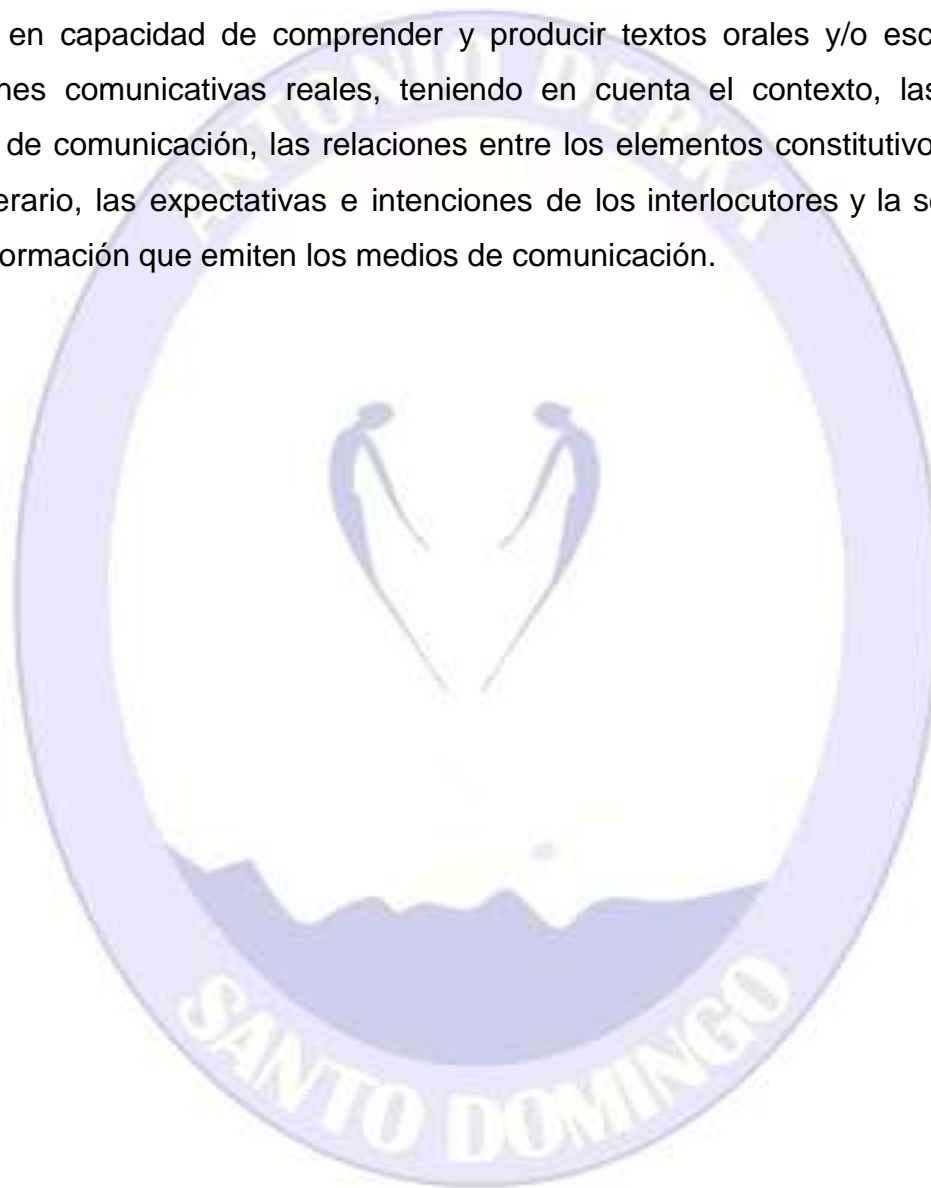 en capacidad de comprender y producir textos orales y/o esc
nes comunicativas reales, teniendo en cuenta el contexto, las
de comunicación, las relaciones entre los elementos constitutivo
erario, las expectativas e intenciones de los interlocutores y la s
ormación que emiten los medios de comunicación.
ANTONIO DERKA
SANTO DOMINGO